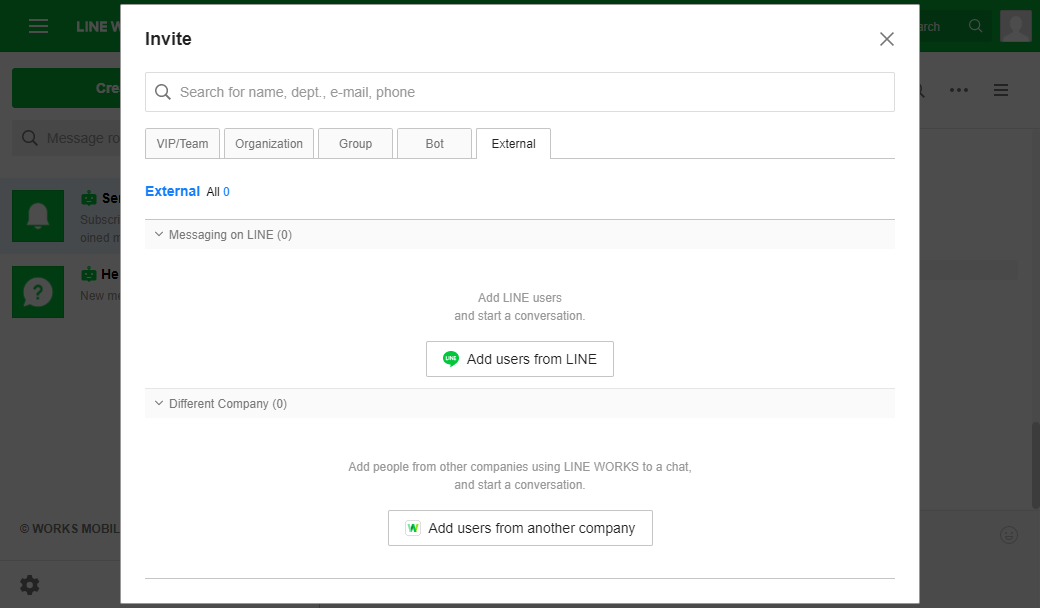 LINE W
Invite
arch
Search for name, dept., e-mail, phone
Cre
Message ro
VIP/Team
Organization
Group
Bot
External
External All 0
Messaging on LINE (0)
Add LINE users
and start a conversation.
LINE
Add users from LINE
Different Company (0)
Add people from other companies using LINE WORKS to a chat,
and start a conversation.
W
Add users from another company
Ser
Subscri
oined m
He
New me
© WORKS MOBIL